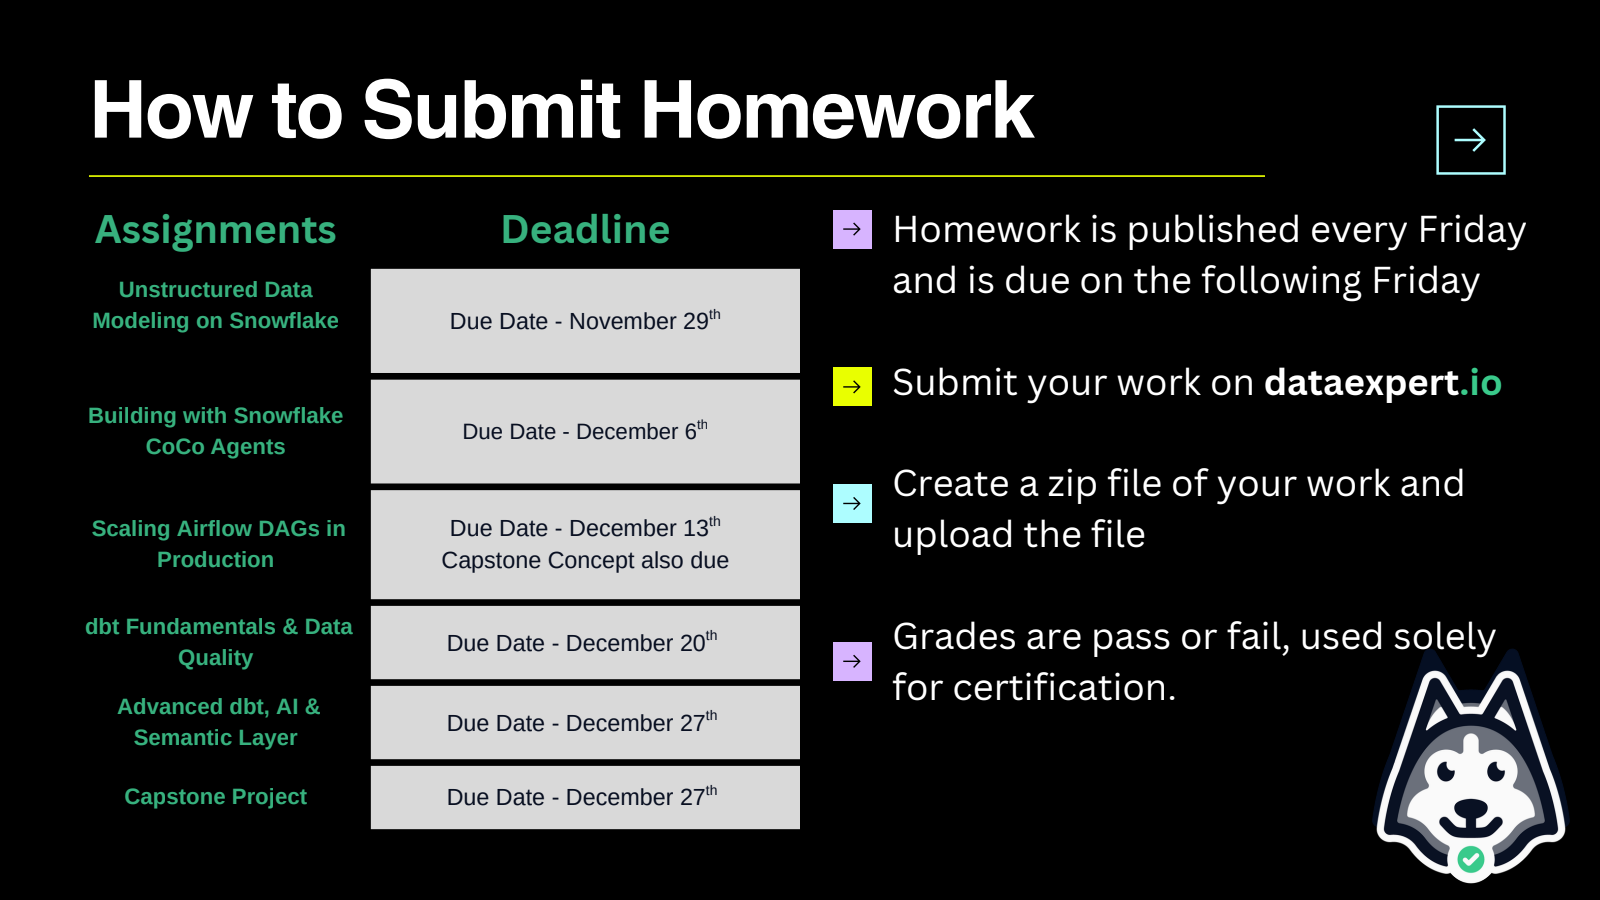 How to Submit Homework
Assignments
Deadline
Unstructured Data
Modeling on Snowflake
Due Date - November 29th
Building with Snowflake
CoCo Agents
Due Date - December 6th
Scaling Airflow DAGs in
Production
Due Date - December 13th
Capstone Concept also due
dbt Fundamentals & Data
Quality
Due Date - December 20th
Advanced dbt, AI &
Semantic Layer
Due Date - December 27th
Capstone Project
Due Date - December 27th
Homework is published every Friday
and is due on the following Friday
Submit your work on dataexpert.io
Create a zip file of your work and
upload the file
Grades are pass or fail, used solely
for certification.